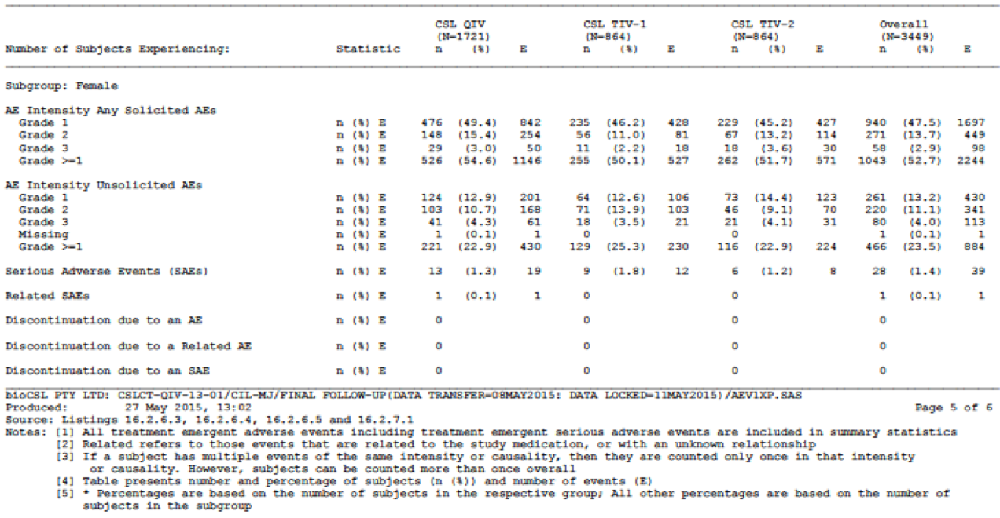 CSL QIV CSL TIV-1 CSL TIV-2 Overall
(N=1721) (N=864) (N=864) (N=3449)
Number of Subjects Experiencing: Statistic n (%) E n (%) E n (%) E n (%) E
Subgroup: Female
AE Intensity Any Solicited AEs
Grade 1 n (%) E 476 (49.4) 842 235 (46.2) 428 229 (45.2) 427 940 (47.5) 1697
Grade 2 n (%) E 148 (15.4) 254 56 (11.0) 81 67 (13.2) 114 271 (13.7) 449
Grade 3 n (%) E 29 (3.0) 50 11 (2.2) 18 18 (3.6) 30 58 (2.9) 98
Grade >=1 n (%) E 526 (54.6) 1146 255 (50.1) 527 262 (51.7) 571 1043 (52.7) 2244
AE Intensity Unsolicited AEs
Grade 1 n (%) E 124 (12.9) 201 64 (12.6) 106 73 (14.4) 123 261 (13.2) 430
Grade 2 n (%) E 103 (10.7) 168 71 (13.9) 103 46 (9.1) 70 220 (11.1) 341
Grade 3 n (%) E 41 (4.3) 61 18 (3.5) 21 21 (4.1) 31 80 (4.0) 113
Missing n (%) E 1 (0.1) 1 0 0 1 (0.1) 1
Grade >=1 n (%) E 221 (22.9) 430 129 (25.3) 230 116 (22.9) 224 466 (23.5) 884
Serious Adverse Events (SAEs) n (%) E 13 (1.3) 19 9 (1.8) 12 6 (1.2) 8 28 (1.4) 39
Related SAEs n (%) E 1 (0.1) 1 0 0 1 (0.1) 1
Discontinuation due to an AE n (%) E 0 0 0 0
Discontinuation due to a Related AE n (%) E 0 0 0 0
Discontinuation due to an SAE n (%) E 0 0 0 0
bioCSL PTY LTD: CSLCT-QIV-13-01/CIL-MJ/FINAL FOLLOW-UP(DATA TRANSFER=08MAY2015: DATA LOCKED=11MAY2015)/AEV1XP.SAS
Produced: 27 May 2015, 13:02 Page 5 of 6
Source: Listings 16.2.6.3, 16.2.6.4, 16.2.6.5 and 16.2.7.1
Notes: [1] All treatment emergent adverse events including treatment emergent serious adverse events are included in summary statistics
[2] Related refers to those events that are related to the study medication, or with an unknown relationship
[3] If a subject has multiple events of the same intensity or causality, then they are counted only once in that intensity
or causality. However, subjects can be counted more than once overall
[4] Table presents number and percentage of subjects (n (%)) and number of events (E)
[5] * Percentages are based on the number of subjects in the respective group; All other percentages are based on the number of
subjects in the subgroup